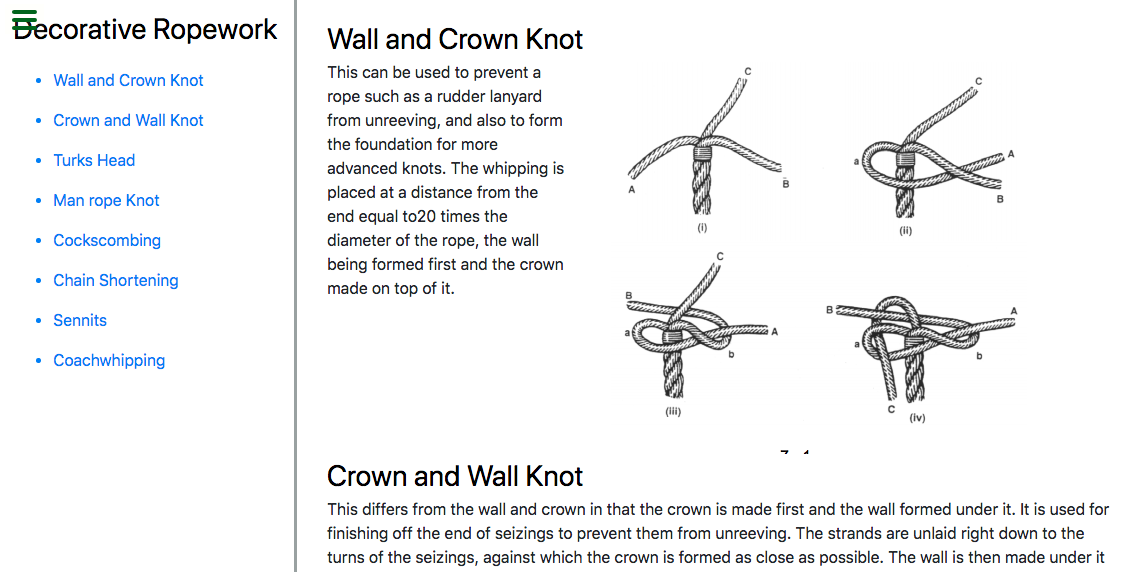 Decorative Ropework
Wall and Crown Knot
Crown and Wall Knot
Turks Head
Man rope Knot
Cockscombing
Chain Shortening
Sennits
Coachwhipping
Wall and Crown Knot
This can be used to prevent a
rope such as a rudder lanyard
from unreeving, and also to form
the foundation for more
advanced knots. The whipping is
placed at a distance from the
end equal to20 times the
diameter of the rope, the wall
being formed first and the crown
made on top of it.
C
A
B
(i)
C
a
A
B
(ii)
C
B
a
A
b
(iii)
B
A
a
b
C
(iv)
Crown and Wall Knot
This differs from the wall and crown in that the crown is made first and the wall formed under it. It is used for
finishing off the end of seizings to prevent them from unreeving. The strands are unlaid right down to the
turns of the seizings, against which the crown is formed as close as possible. The wall is then made under it